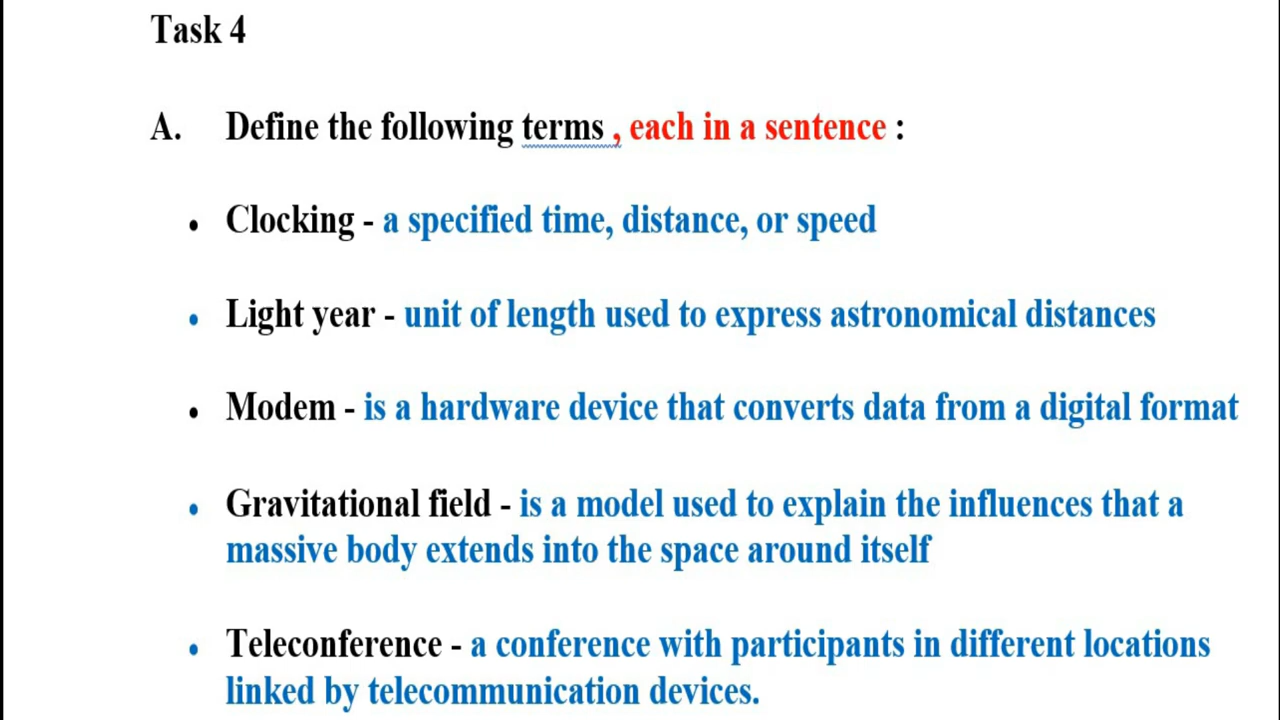 Task 4
A. Define the following terms , each in a sentence :
• Clocking - a specified time, distance, or speed
• Light year - unit of length used to express astronomical distances
• Modem - is a hardware device that converts data from a digital format
• Gravitational field - is a model used to explain the influences that a
massive body extends into the space around itself
• Teleconference - a conference with participants in different locations
linked by telecommunication devices.